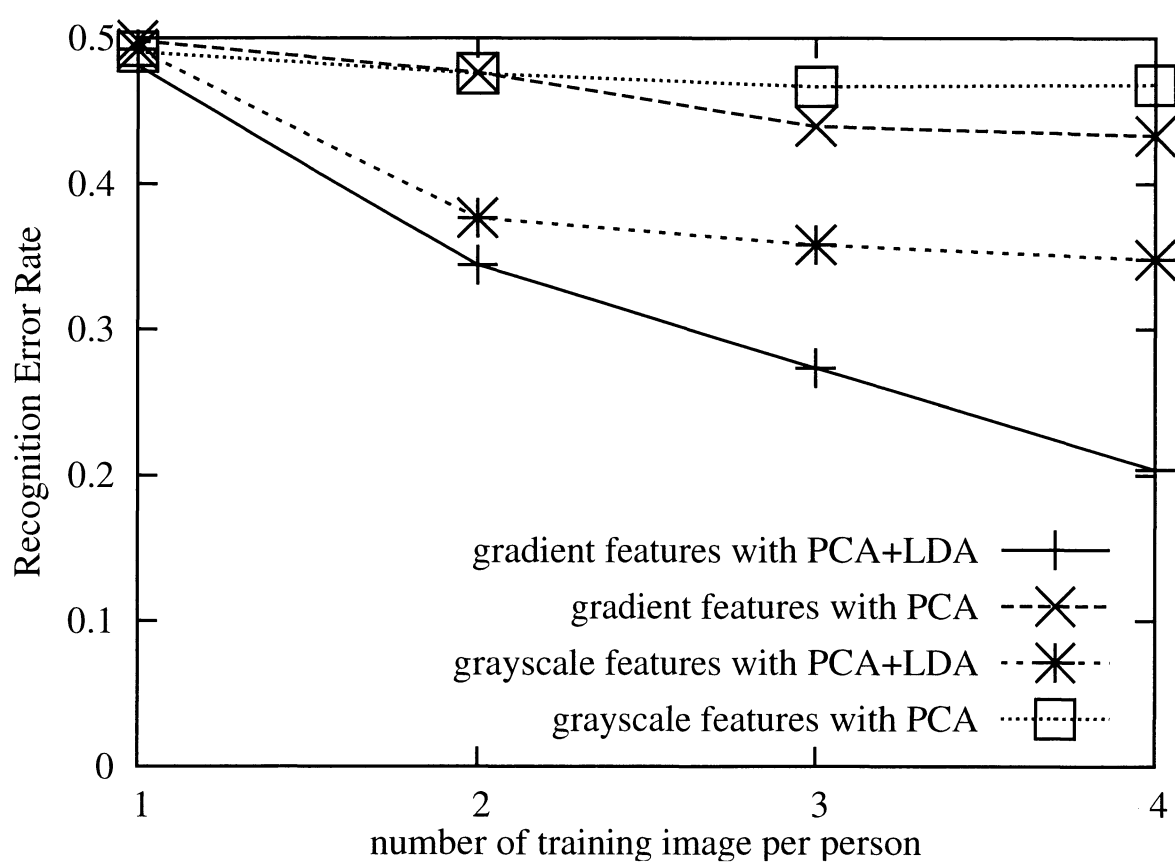 0.5
0.4
0.3
0.2
0.1
0
Recognition Error Rate
gradient features with PCA+LDA
gradient features with PCA
grayscale features with PCA+LDA
grayscale features with PCA
1 2 3 4
number of training image per person